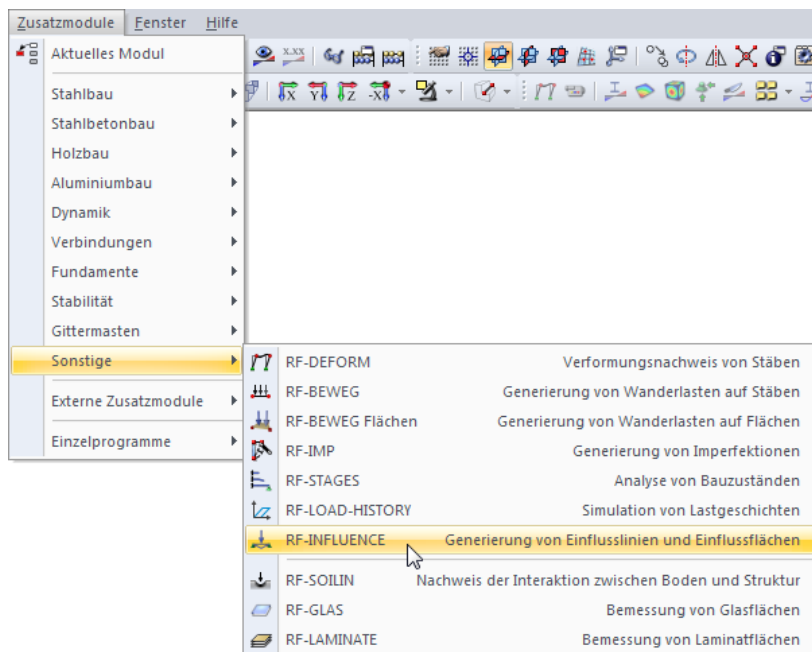 Zusatzmodule Fenster Hilfe
Aktuelles Modul
x.xx
Stahlbau
X Y Z -X
Stahlbetonbau
Holzbau
Aluminiumbau
Dynamik
Verbindungen
Fundamente
Stabilität
Gittermasten
Sonstige
Externe Zusatzmodule
Einzelprogramme
RF-DEFORM Verformungsnachweis von Stäben
RF-BEWEG Generierung von Wanderlasten auf Stäben
RF-BEWEG Flächen Generierung von Wanderlasten auf Flächen
RF-IMP Generierung von Imperfektionen
RF-STAGES Analyse von Bauzuständen
RF-LOAD-HISTORY Simulation von Lastgeschichten
RF-INFLUENCE Generierung von Einflusslinien und Einflussflächen
RF-SOILIN Nachweis der Interaktion zwischen Boden und Struktur
RF-GLAS Bemessung von Glasflächen
RF-LAMINATE Bemessung von Laminatflächen